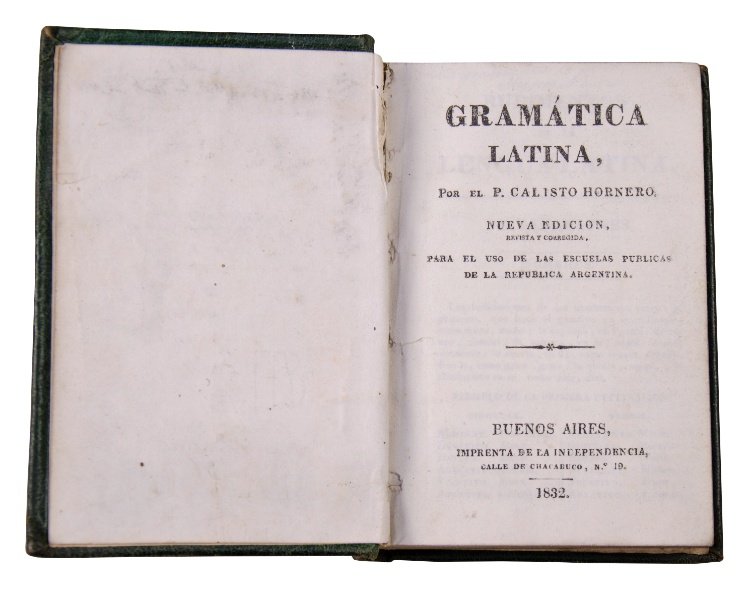 GRAMÁTICA
LATINA,
POR EL P. CALISTO HORNERO.
NUEVA EDICION,
REVISTA Y CORREGIDA,
PARA EL USO DE LAS ESCUELAS PUBLICAS
DE LA REPUBLICA ARGENTINA.
BUENOS AIRES,
IMPRENTA DE LA INDEPENDENCIA,
CALLE DE CHACABUCO, N.º 19.
1832.